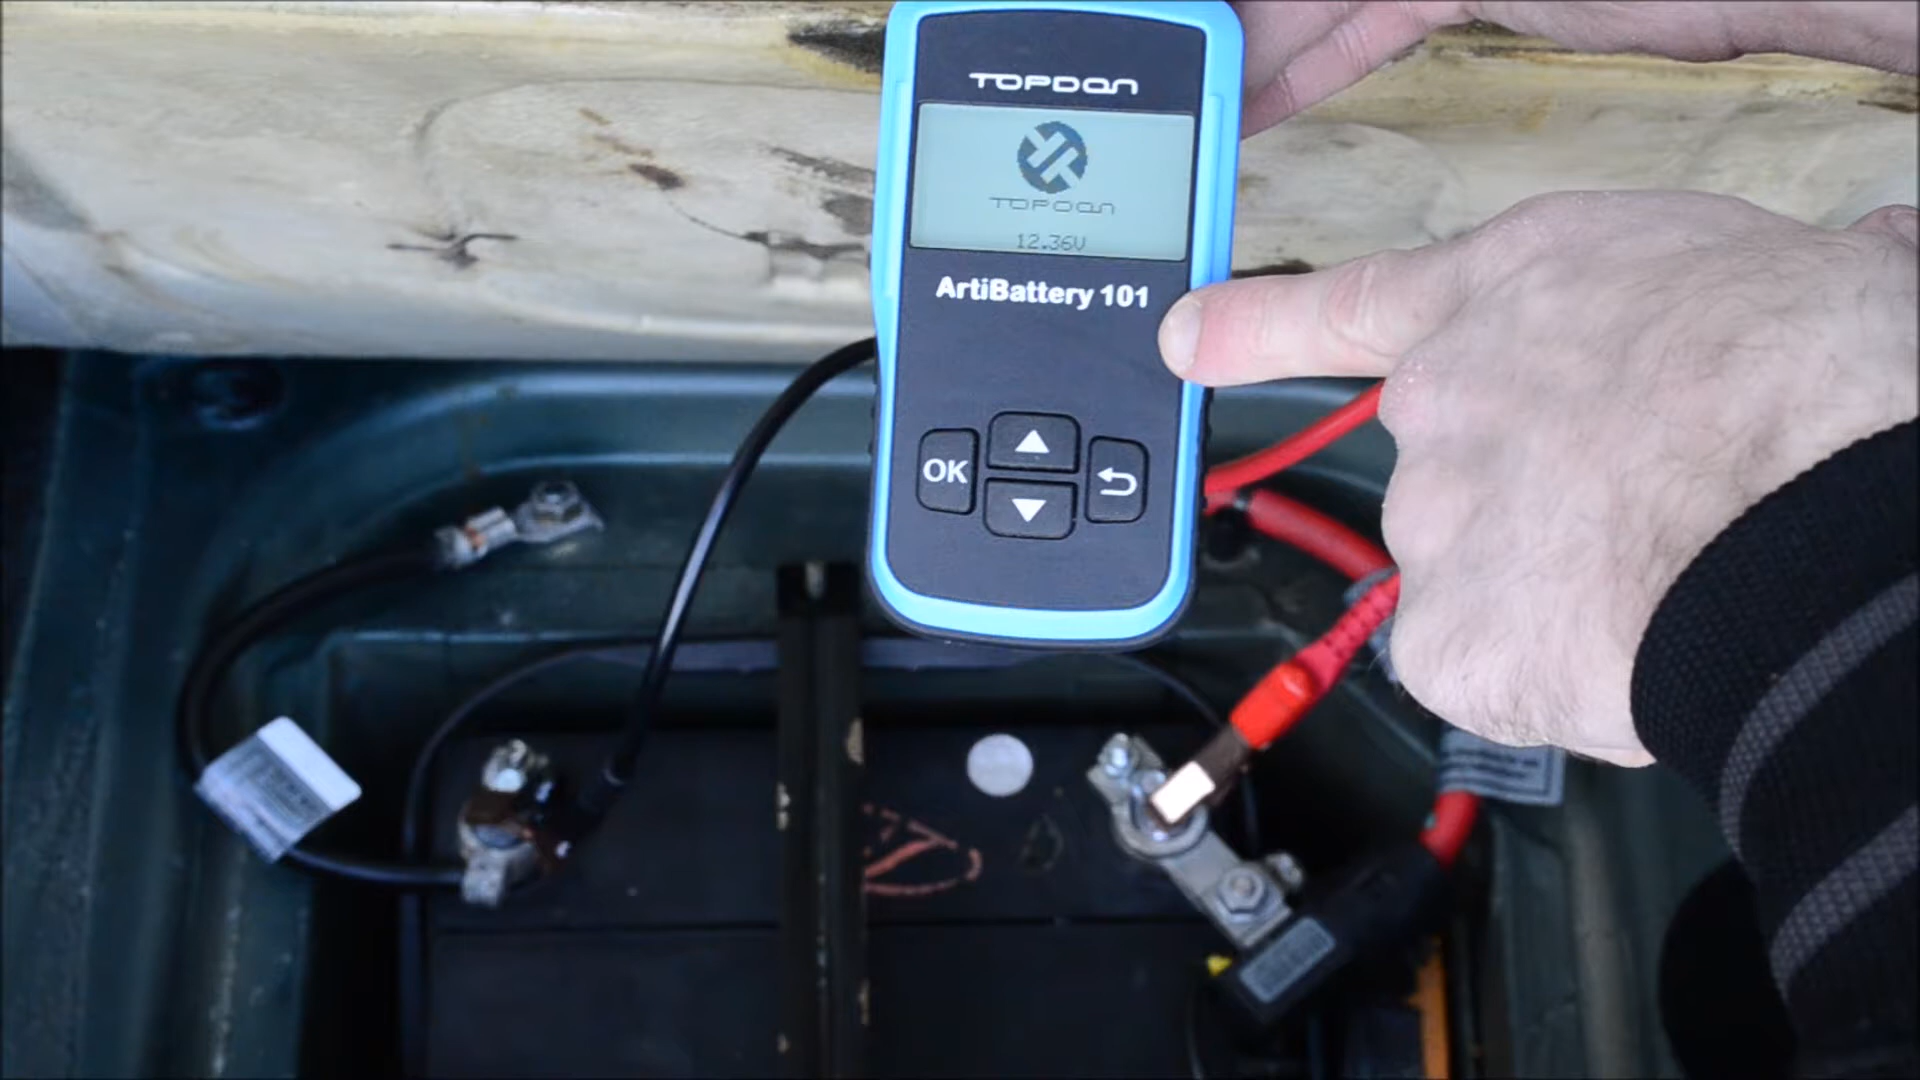 TOPDON
TOPDON
12.36V
ArtiBattery 101
OK